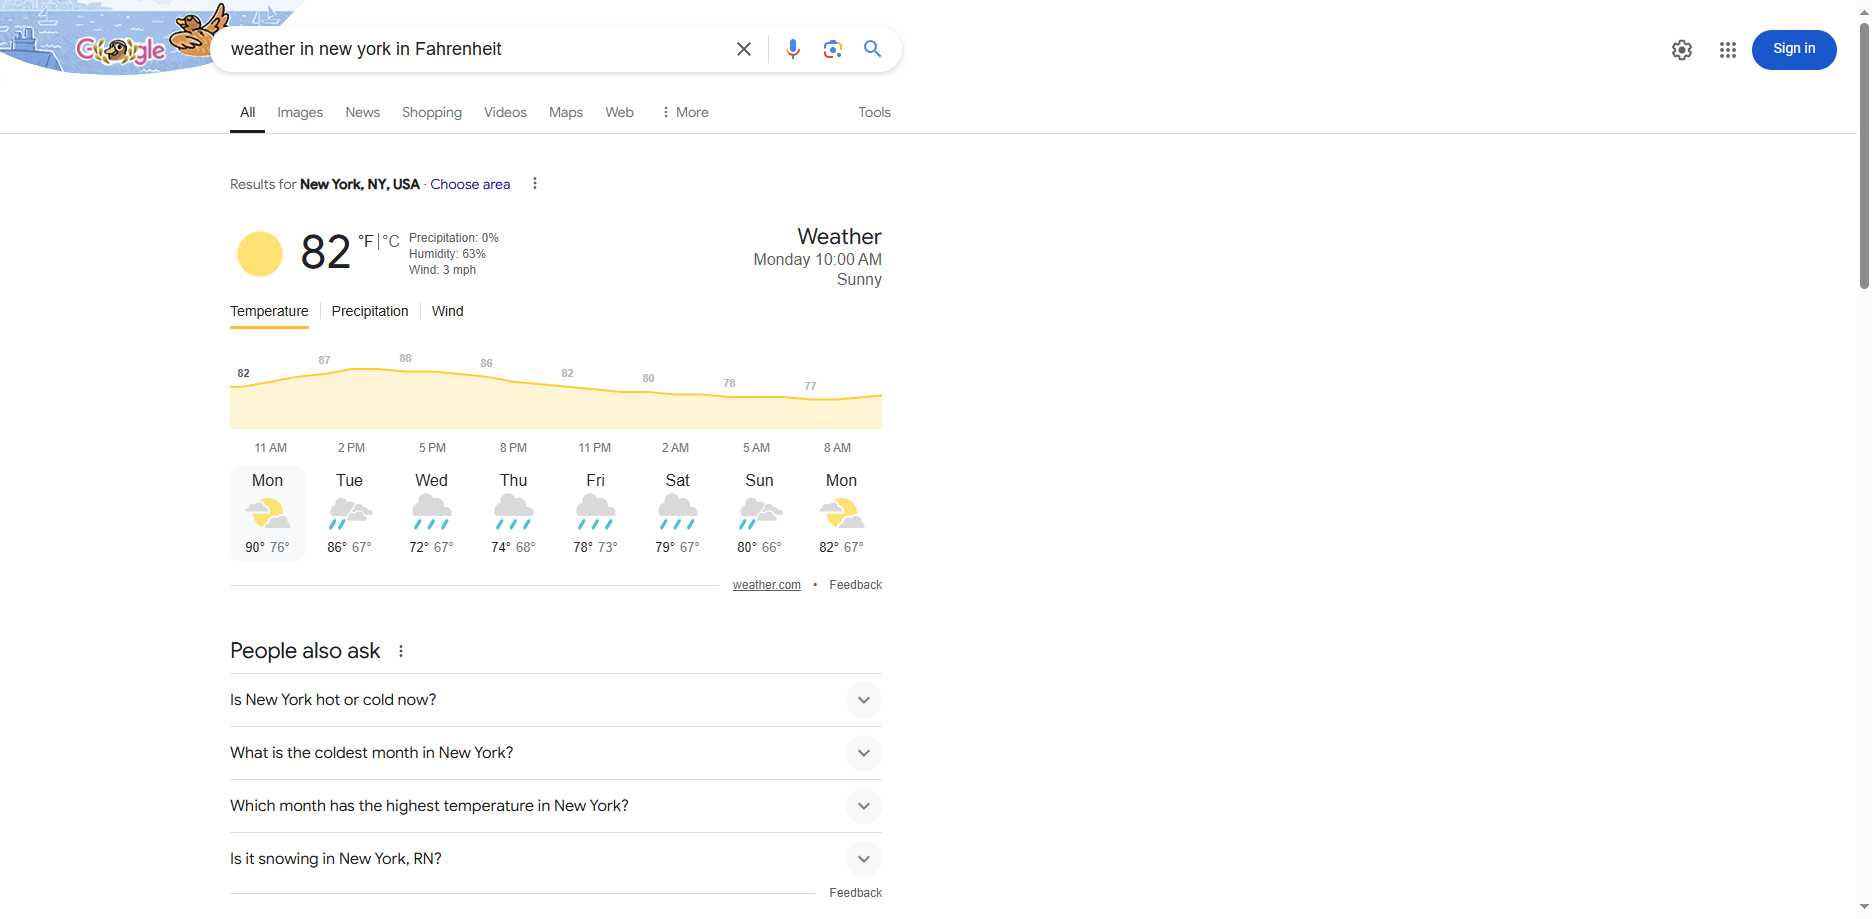 Google
weather in new york in Fahrenheit
Sign in
All Images News Shopping Videos Maps Web More Tools
Results for New York, NY, USA · Choose area
82 °F | °C
Precipitation: 0%
Humidity: 63%
Wind: 3 mph
Weather
Monday 10:00 AM
Sunny
Temperature Precipitation Wind
82 87 88 86 82 80 78 77
11 AM 2 PM 5 PM 8 PM 11 PM 2 AM 5 AM 8 AM
Mon Tue Wed Thu Fri Sat Sun Mon
90° 76° 86° 67° 72° 67° 74° 68° 78° 73° 79° 67° 80° 66° 82° 67°
weather.com • Feedback
People also ask
Is New York hot or cold now?
What is the coldest month in New York?
Which month has the highest temperature in New York?
Is it snowing in New York, RN?
Feedback